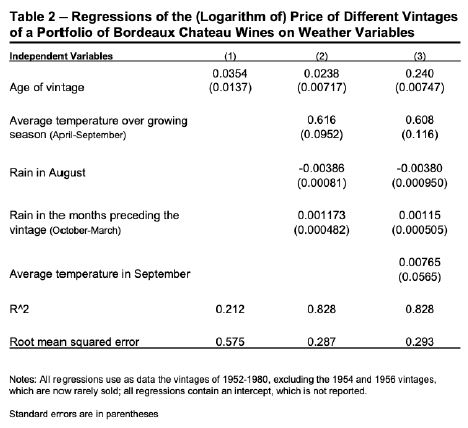 Table 2 – Regressions of the (Logarithm of) Price of Different Vintages
of a Portfolio of Bordeaux Chateau Wines on Weather Variables
Independent Variables (1) (2) (3)
0.0354 0.0238 0.240
Age of vintage (0.0137) (0.00717) (0.00747)
Average temperature over growing 0.616 0.608
season (April-September) (0.0952) (0.116)
-0.00386 -0.00380
Rain in August (0.00081) (0.000950)
Rain in the months preceding the 0.001173 0.00115
vintage (October-March) (0.000482) (0.000505)
0.00765
Average temperature in September (0.0565)
R^2 0.212 0.828 0.828
Root mean squared error 0.575 0.287 0.293
Notes: All regressions use as data the vintages of 1952-1980, excluding the 1954 and 1956 vintages,
which are now rarely sold; all regressions contain an intercept, which is not reported.
Standard errors are in parentheses